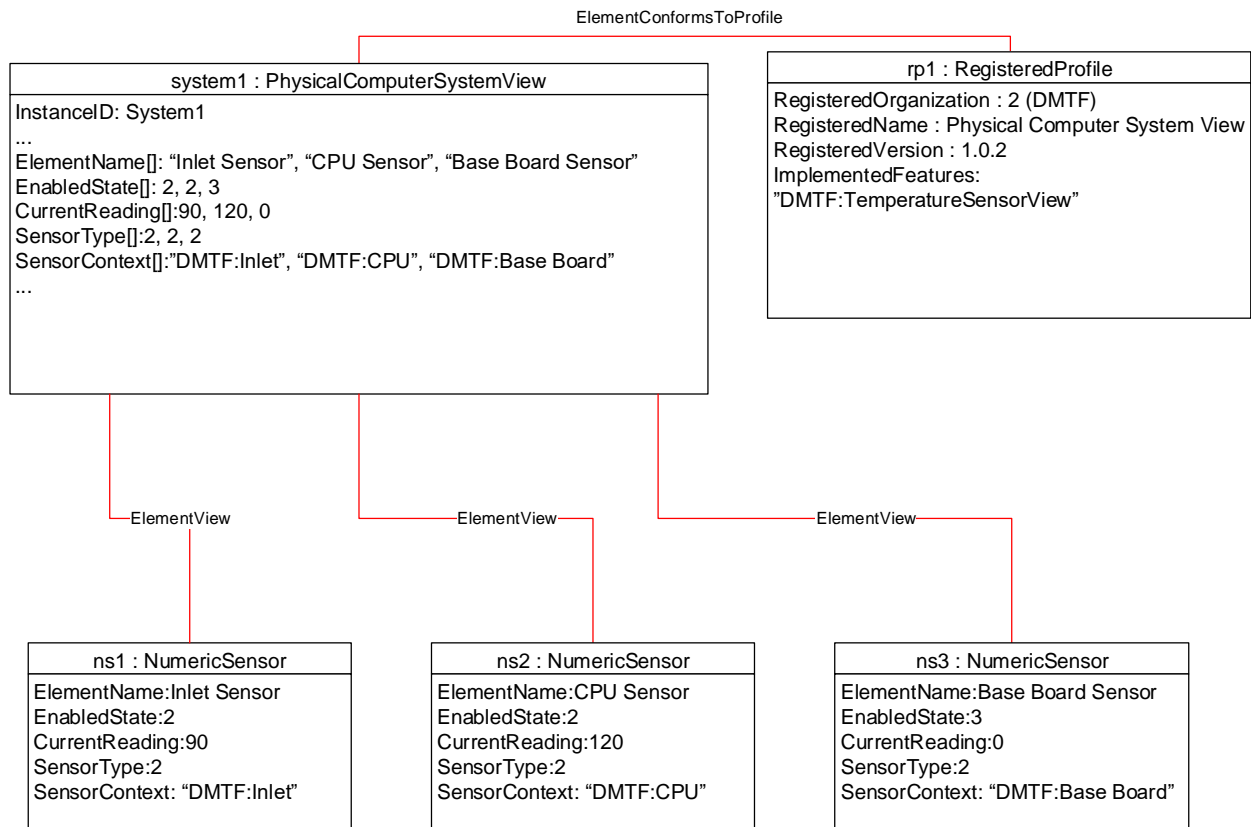 ElementConformsToProfile
system1 : PhysicalComputerSystemView
InstanceID: System1
...
ElementName[]: “Inlet Sensor”, “CPU Sensor”, “Base Board Sensor”
EnabledState[]: 2, 2, 3
CurrentReading[]:90, 120, 0
SensorType[]:2, 2, 2
SensorContext[]:”DMTF:Inlet”, “DMTF:CPU”, “DMTF:Base Board”
...
rp1 : RegisteredProfile
RegisteredOrganization : 2 (DMTF)
RegisteredName : Physical Computer System View
RegisteredVersion : 1.0.2
ImplementedFeatures:
”DMTF:TemperatureSensorView”
ElementView
ElementView
ElementView
ns1 : NumericSensor
ElementName:Inlet Sensor
EnabledState:2
CurrentReading:90
SensorType:2
SensorContext: “DMTF:Inlet”
ns2 : NumericSensor
ElementName:CPU Sensor
EnabledState:2
CurrentReading:120
SensorType:2
SensorContext: “DMTF:CPU”
ns3 : NumericSensor
ElementName:Base Board Sensor
EnabledState:3
CurrentReading:0
SensorType:2
SensorContext: “DMTF:Base Board”